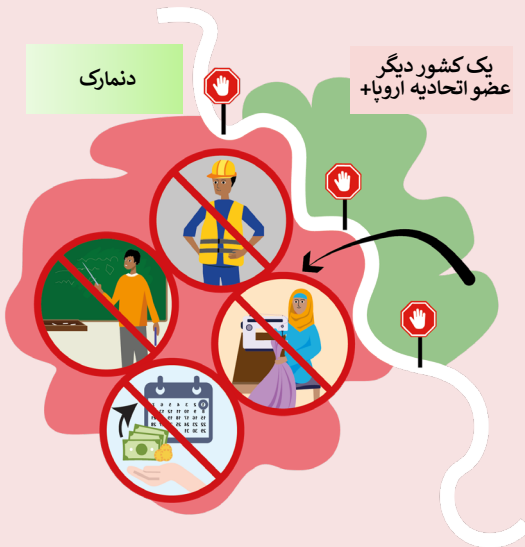 یک کشور دیگر
عضو اتحادیه اروپا+
دنمارک